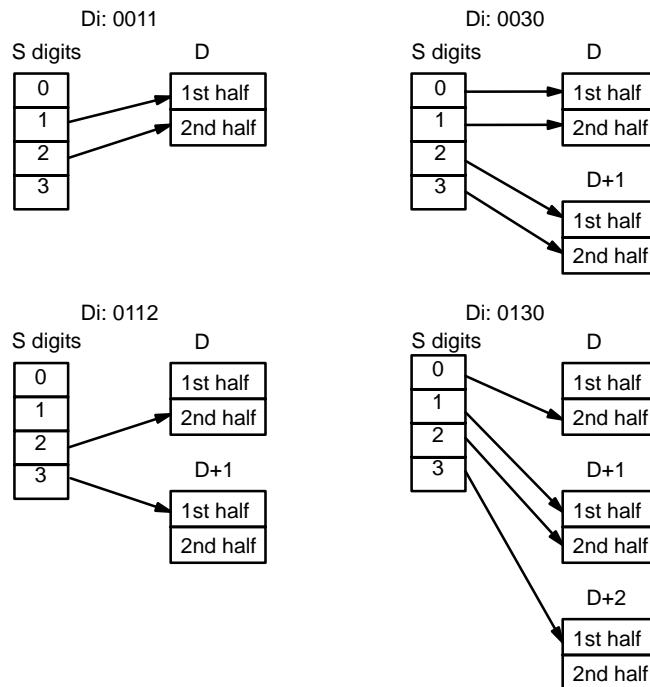 Di: 0011
S digits
D
0
1
2
3
1st half
2nd half
Di: 0030
S digits
D
0
1
2
3
1st half
2nd half
D+1
1st half
2nd half
Di: 0112
S digits
D
0
1
2
3
1st half
2nd half
D+1
1st half
2nd half
Di: 0130
S digits
D
0
1
2
3
1st half
2nd half
D+1
1st half
2nd half
D+2
1st half
2nd half